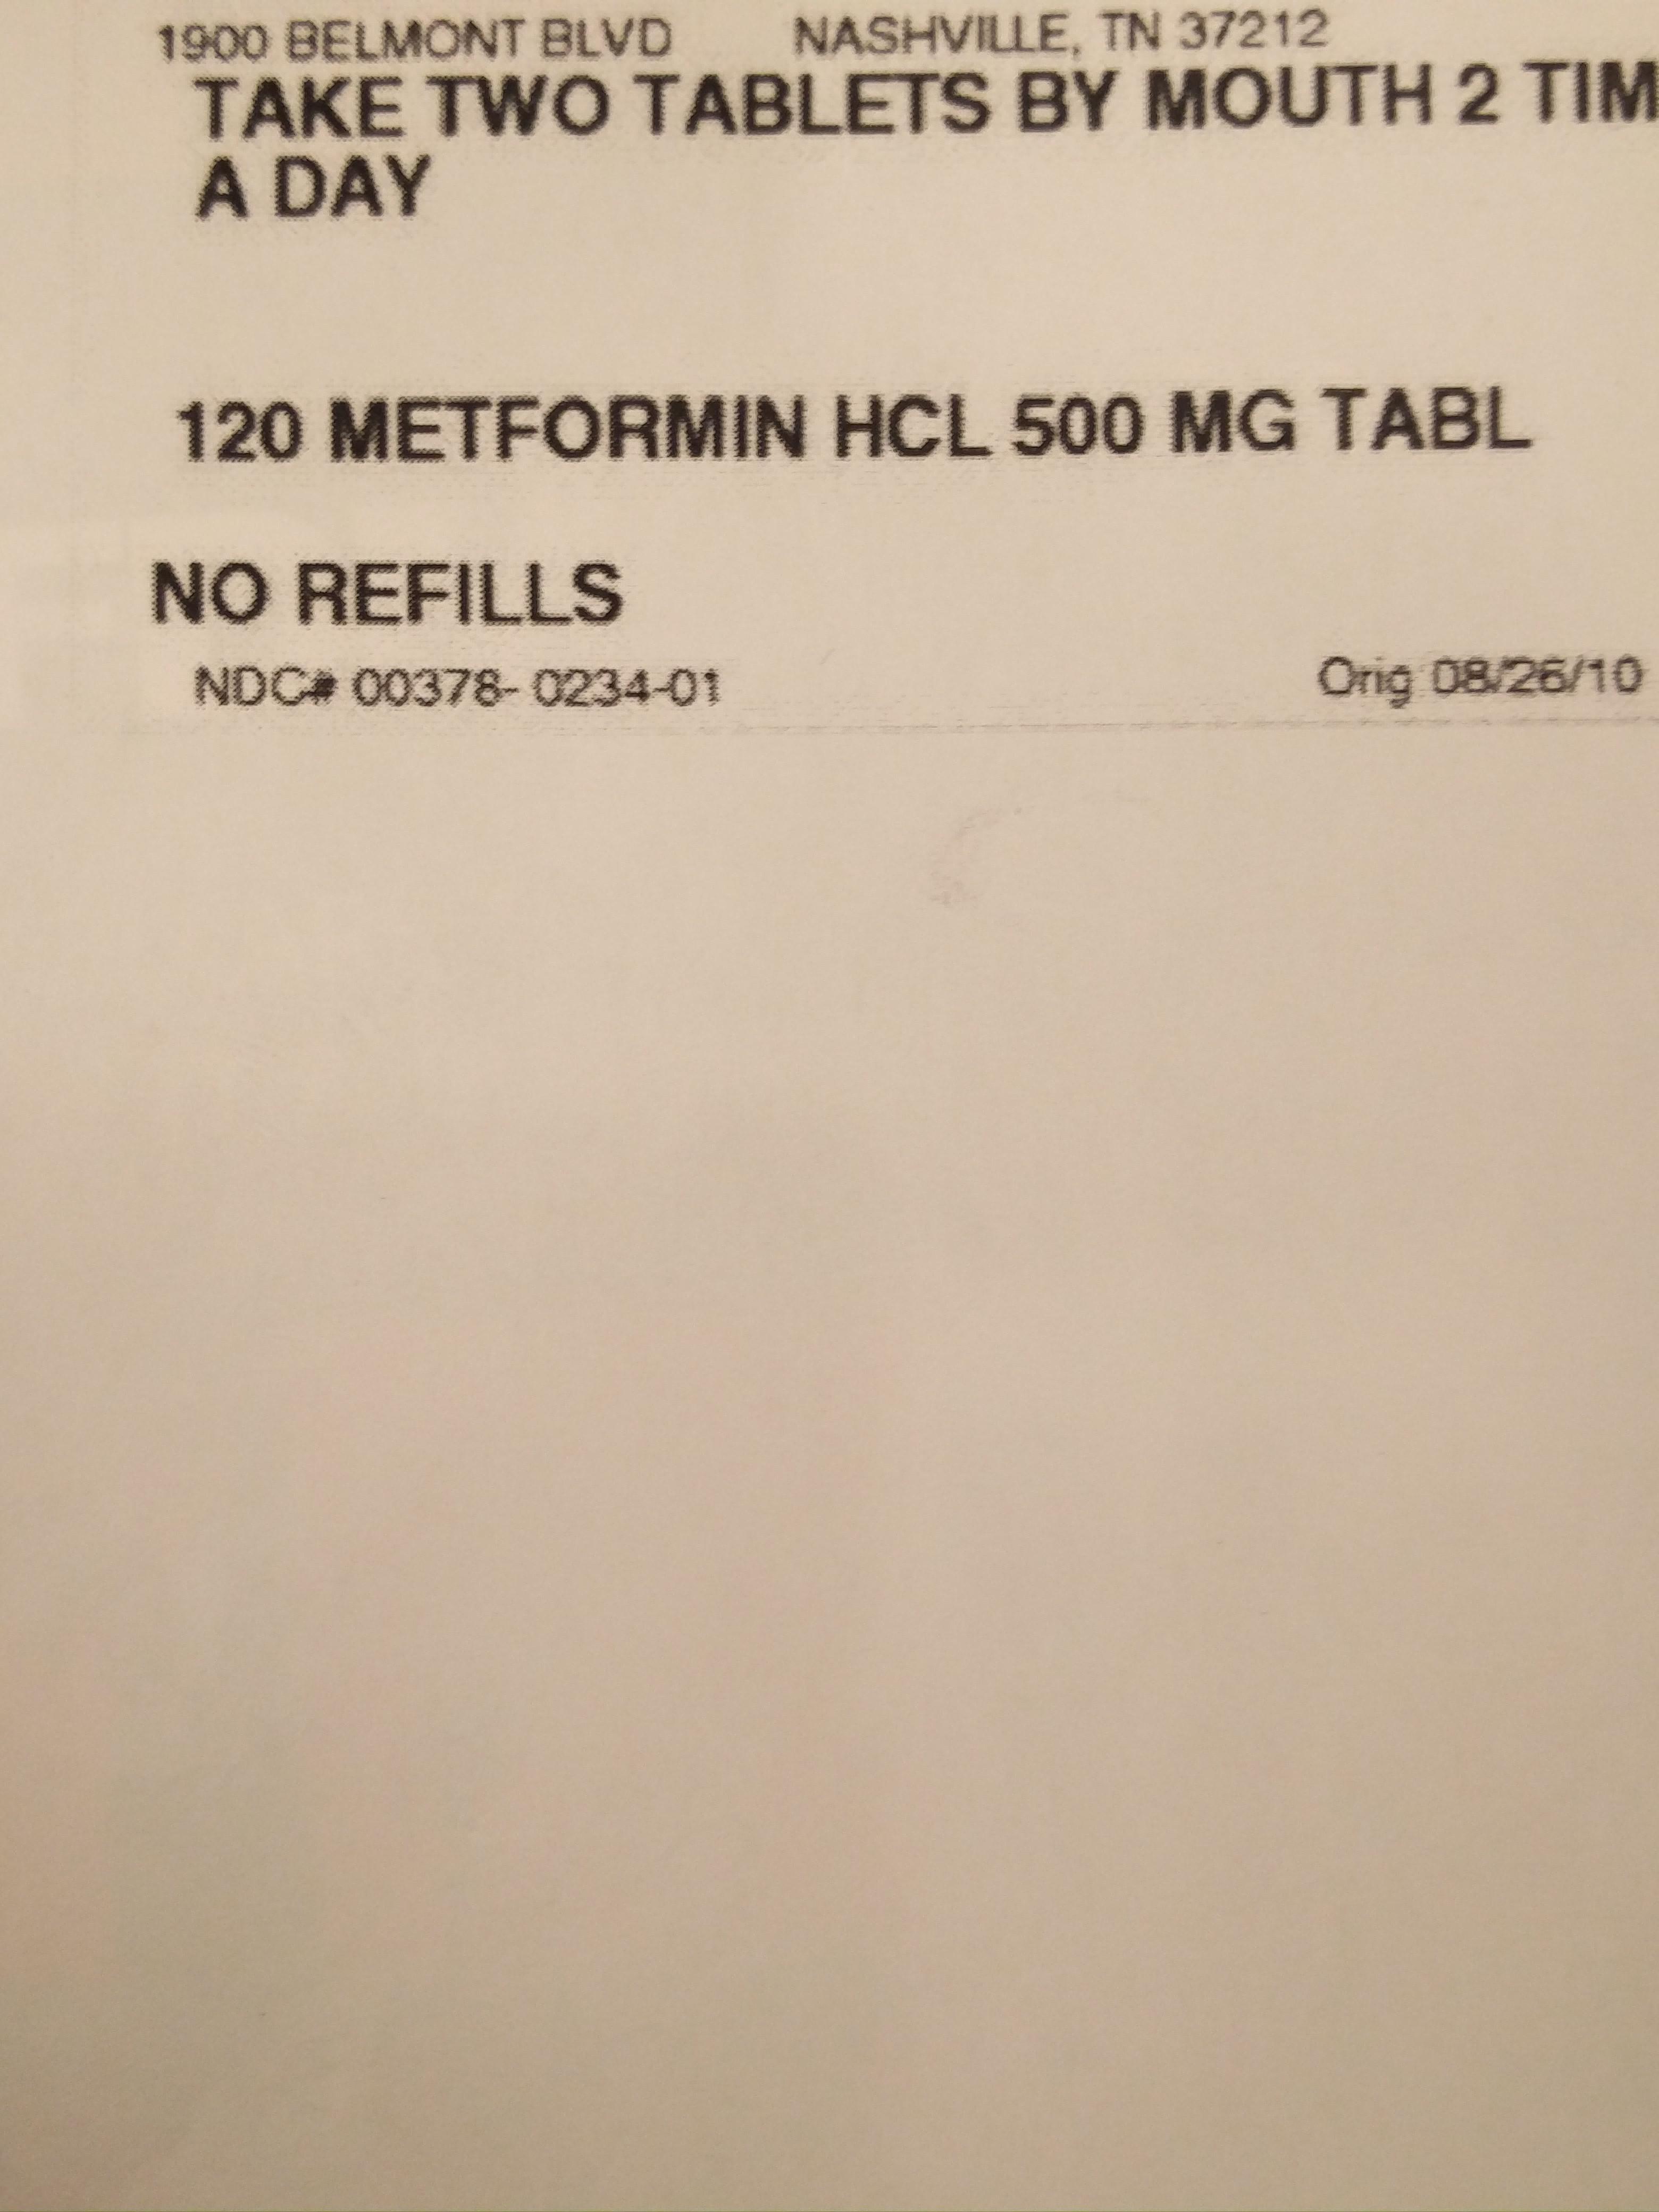 1900 BELMONT BLVD NASHVILLE, TN 37212
TAKE TWO TABLETS BY MOUTH 2 TIM
A DAY
120 METFORMIN HCL 500 MG TABL
NO REFILLS
NDC# 00378- 0234-01 Orig 08/26/10